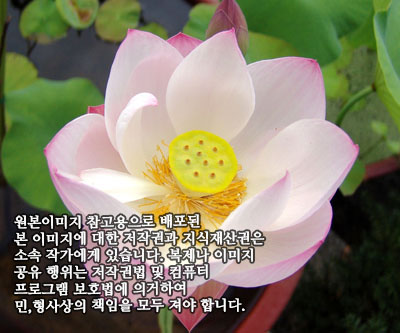 원본이미지 참고용으로 배포된
본 이미지에 대한 저작권과 지식재산권은
소속 작가에게 있습니다. 복제나 이미지
공유 행위는 저작권법 및 컴퓨터
프로그램 보호법에 의거하여
민,형사상의 책임을 모두 져야 합니다.